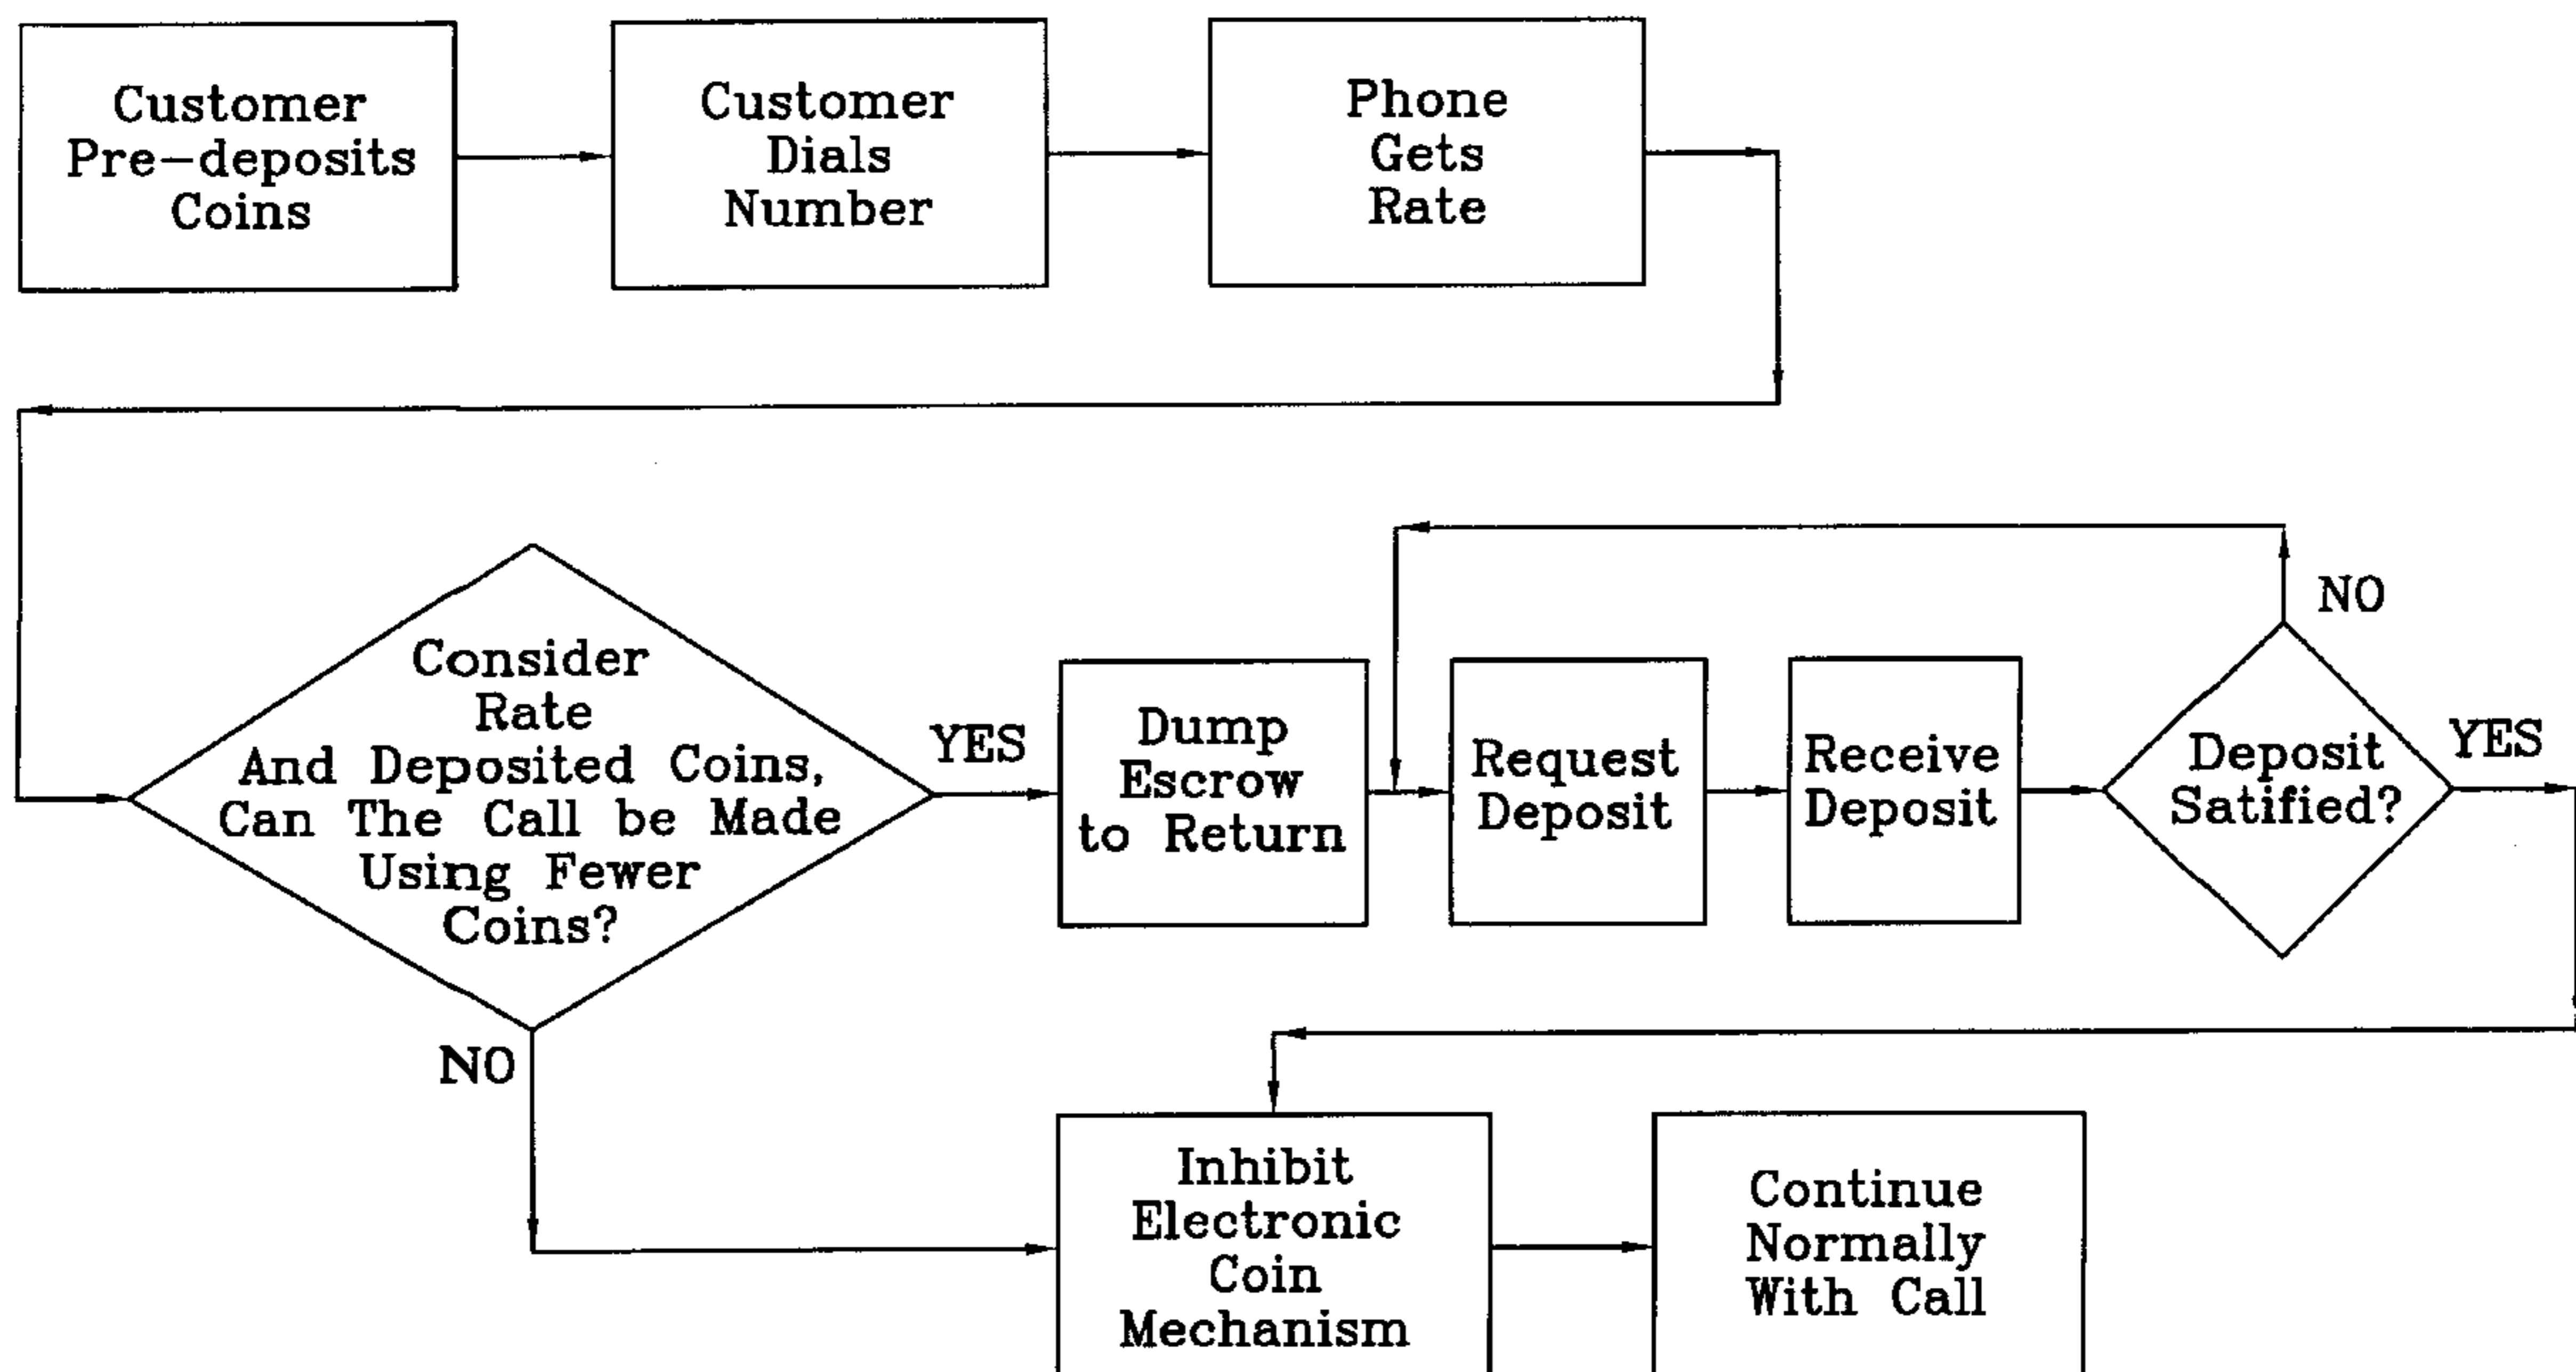 Customer
Pre-deposits
Coins
Customer
Dials
Number
Phone
Gets
Rate
Consider
Rate
And Deposited Coins,
Can The Call be Made
Using Fewer
Coins?
YES
NO
Dump
Escrow
to Return
Request
Deposit
Receive
Deposit
Deposit
Satified?
NO
YES
Inhibit
Electronic
Coin
Mechanism
Continue
Normally
With Call